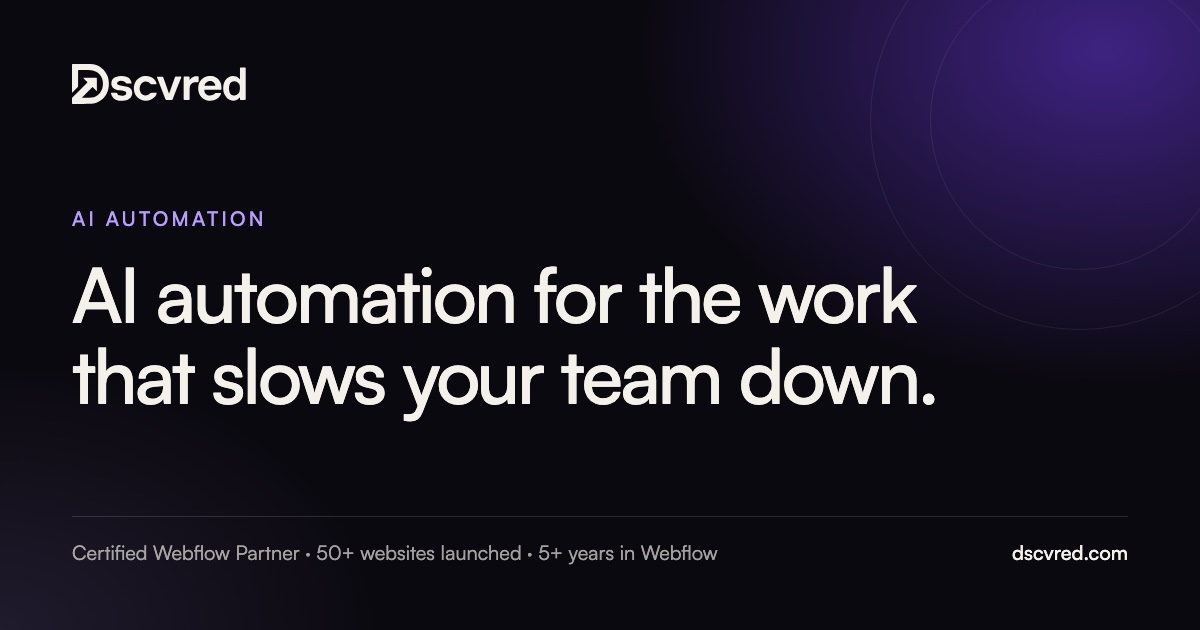 Dscvred
AI AUTOMATION
AI automation for the work
that slows your team down.
Certified Webflow Partner · 50+ websites launched · 5+ years in Webflow
dscvred.com